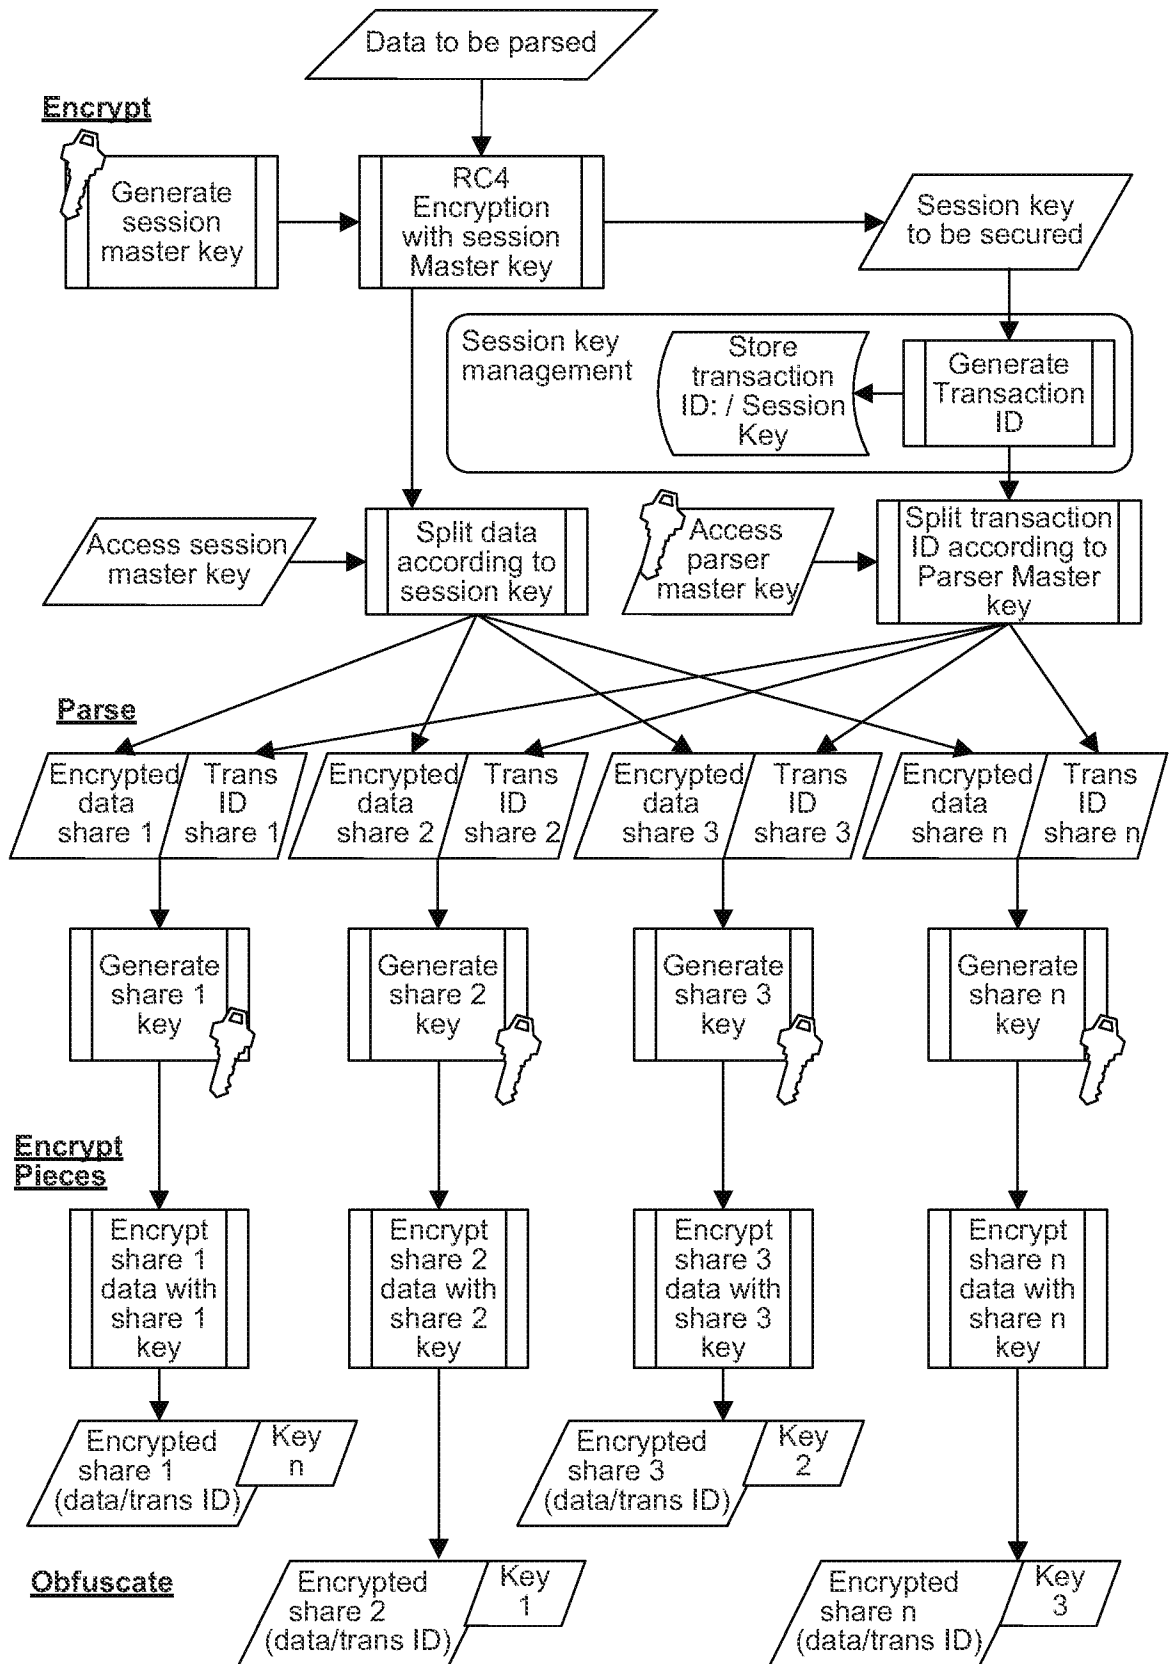 Data to be parsed
Encrypt
Generate
session
master key
RC4
Encryption
with session
Master key
Session key
to be secured
Session key
management
Store
transaction
ID: / Session
Key
Generate
Transaction
ID
Access session
master key
Split data
according to
session key
Access
parser
master key
Split transaction
ID according to
Parser Master
key
Parse
Encrypted
data
share 1
Trans
ID
share 1
Encrypted
data
share 2
Trans
ID
share 2
Encrypted
data
share 3
Trans
ID
share 3
Encrypted
data
share n
Trans
ID
share n
Generate
share 1
key
Generate
share 2
key
Generate
share 3
key
Generate
share n
key
Encrypt
Pieces
Encrypt
share 1
data with
share 1
key
Encrypt
share 2
data with
share 2
key
Encrypt
share 3
data with
share 3
key
Encrypt
share n
data with
share n
key
Encrypted
share 1
(data/trans ID)
Key
n
Encrypted
share 3
(data/trans ID)
Key
2
Obfuscate
Encrypted
share 2
(data/trans ID)
Key
1
Encrypted
share n
(data/trans ID)
Key
3